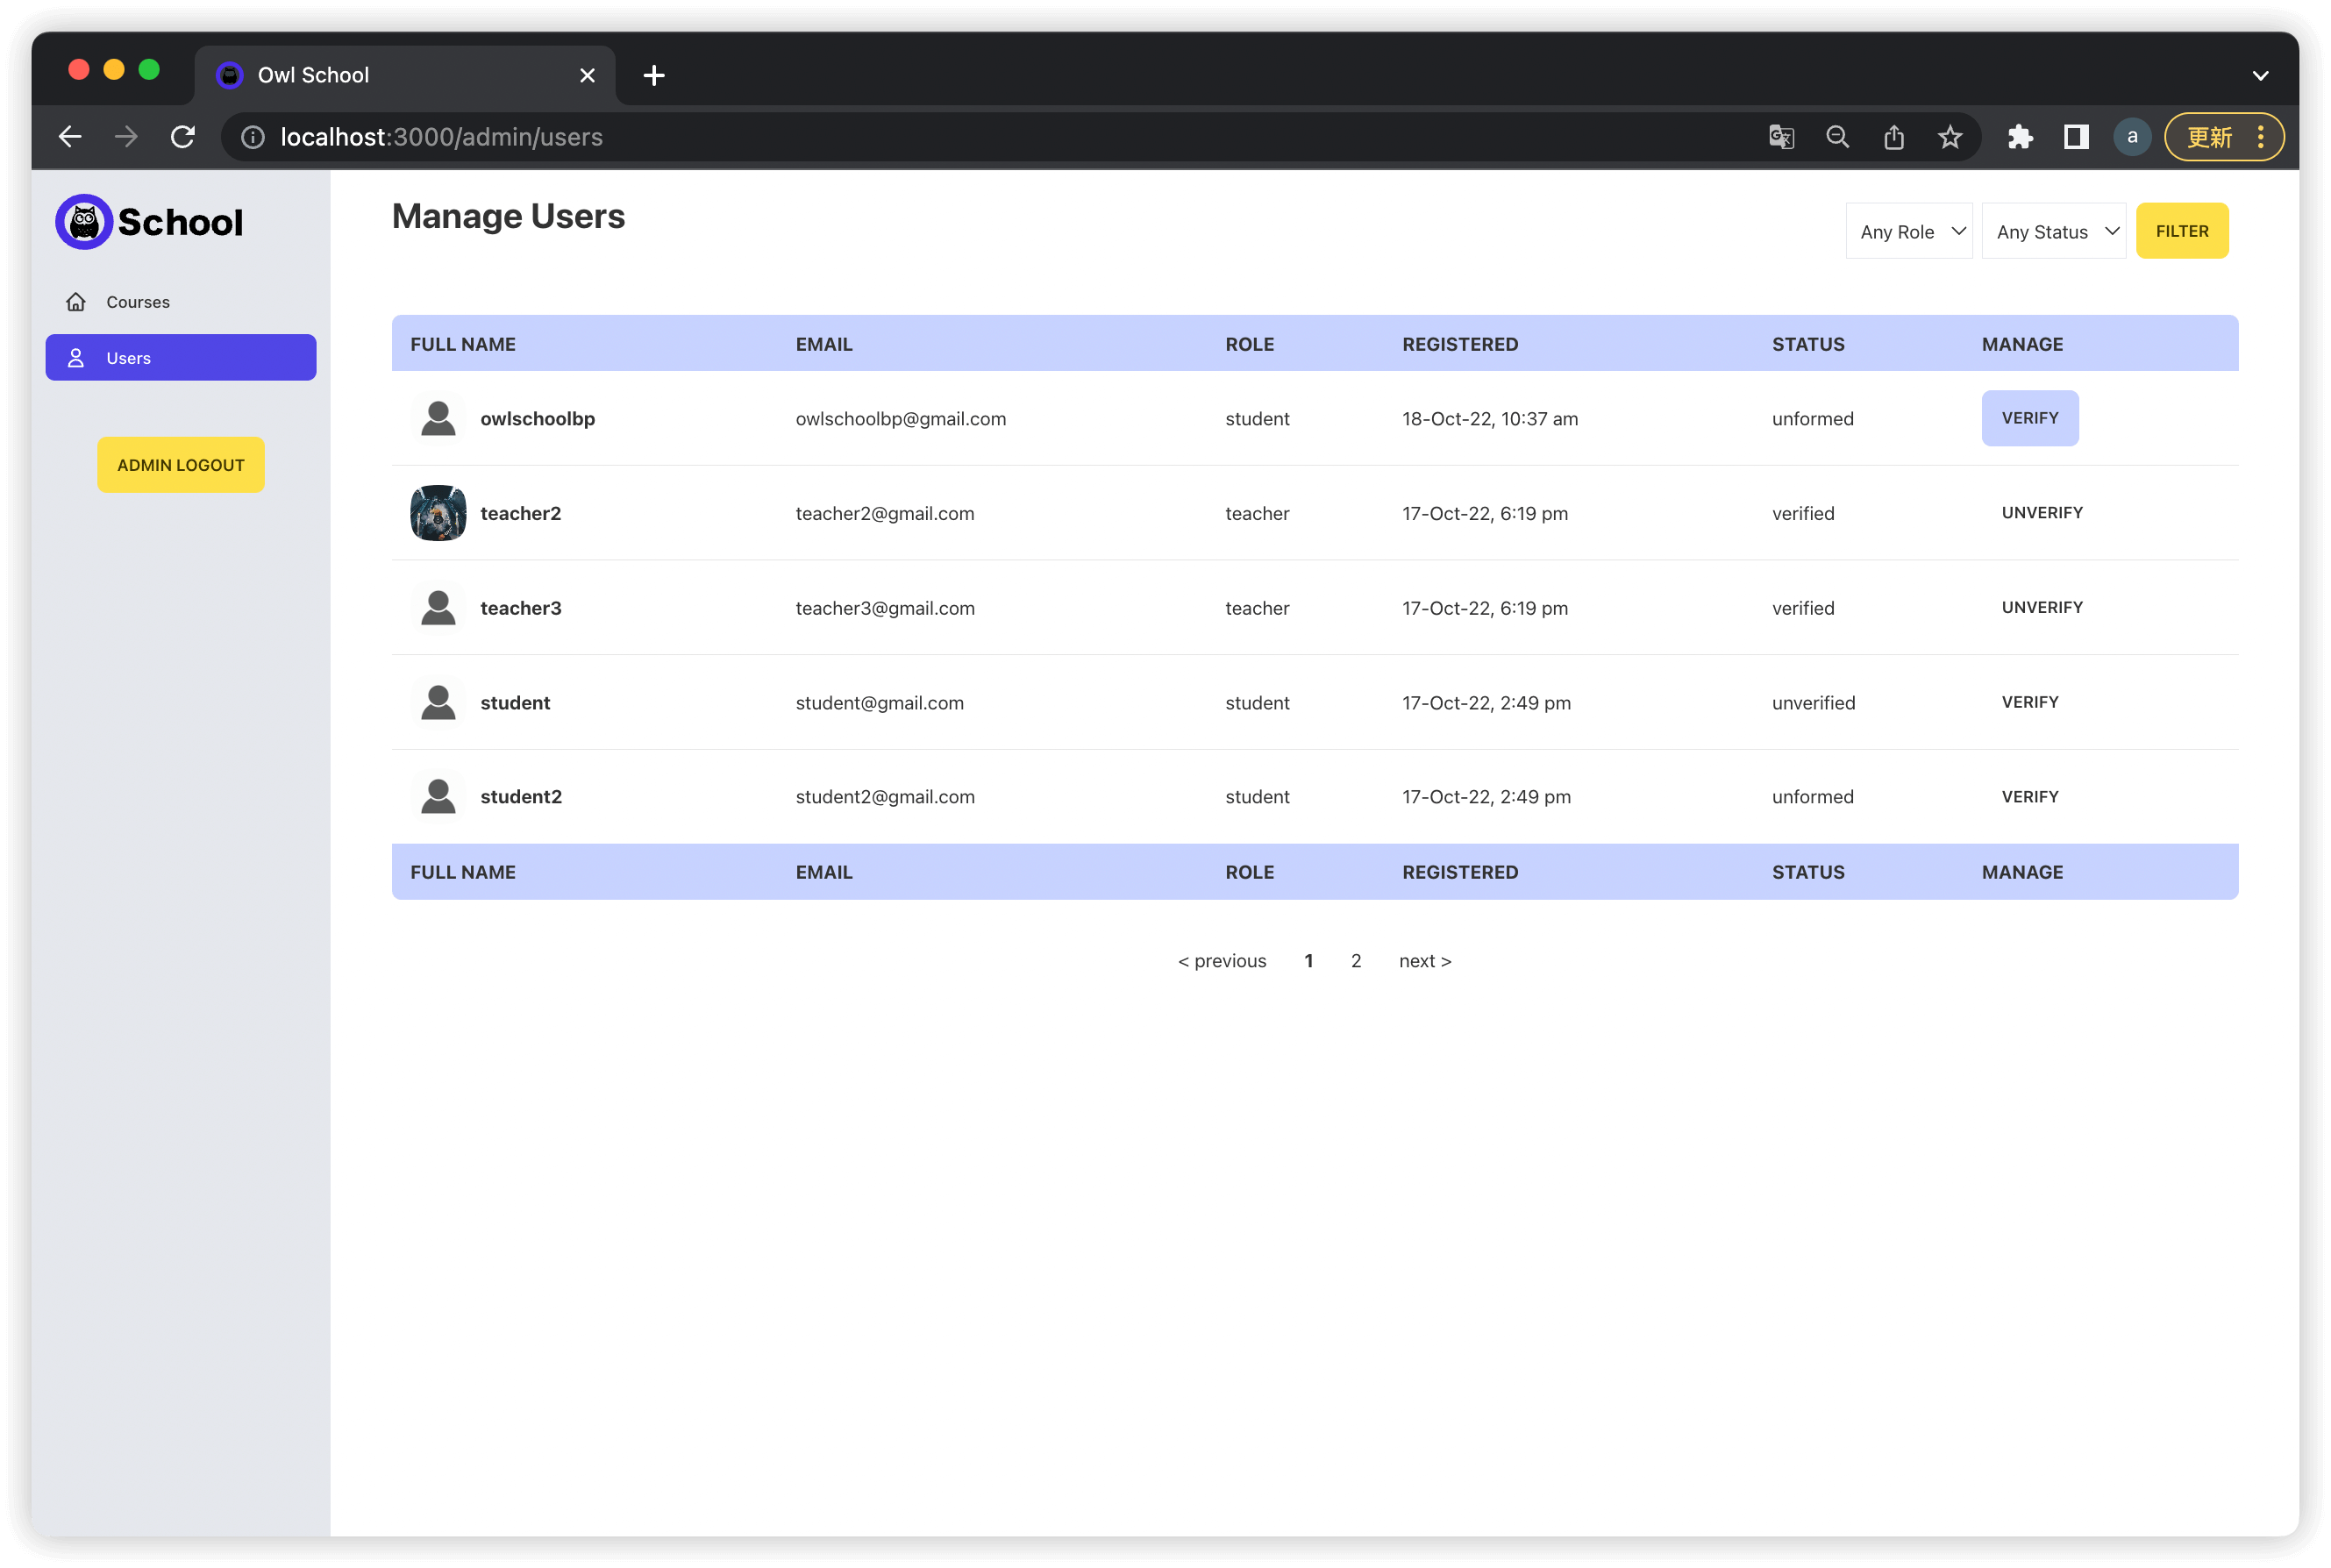 Owl School
localhost:3000/admin/users
更新
a
School
Courses
Users
ADMIN LOGOUT
Manage Users
Any Role
Any Status
FILTER
FULL NAME EMAIL ROLE REGISTERED STATUS MANAGE
owlschoolbp owlschoolbp@gmail.com student 18-Oct-22, 10:37 am unformed VERIFY
teacher2 teacher2@gmail.com teacher 17-Oct-22, 6:19 pm verified UNVERIFY
teacher3 teacher3@gmail.com teacher 17-Oct-22, 6:19 pm verified UNVERIFY
student student@gmail.com student 17-Oct-22, 2:49 pm unverified VERIFY
student2 student2@gmail.com student 17-Oct-22, 2:49 pm unformed VERIFY
FULL NAME EMAIL ROLE REGISTERED STATUS MANAGE
< previous 1 2 next >